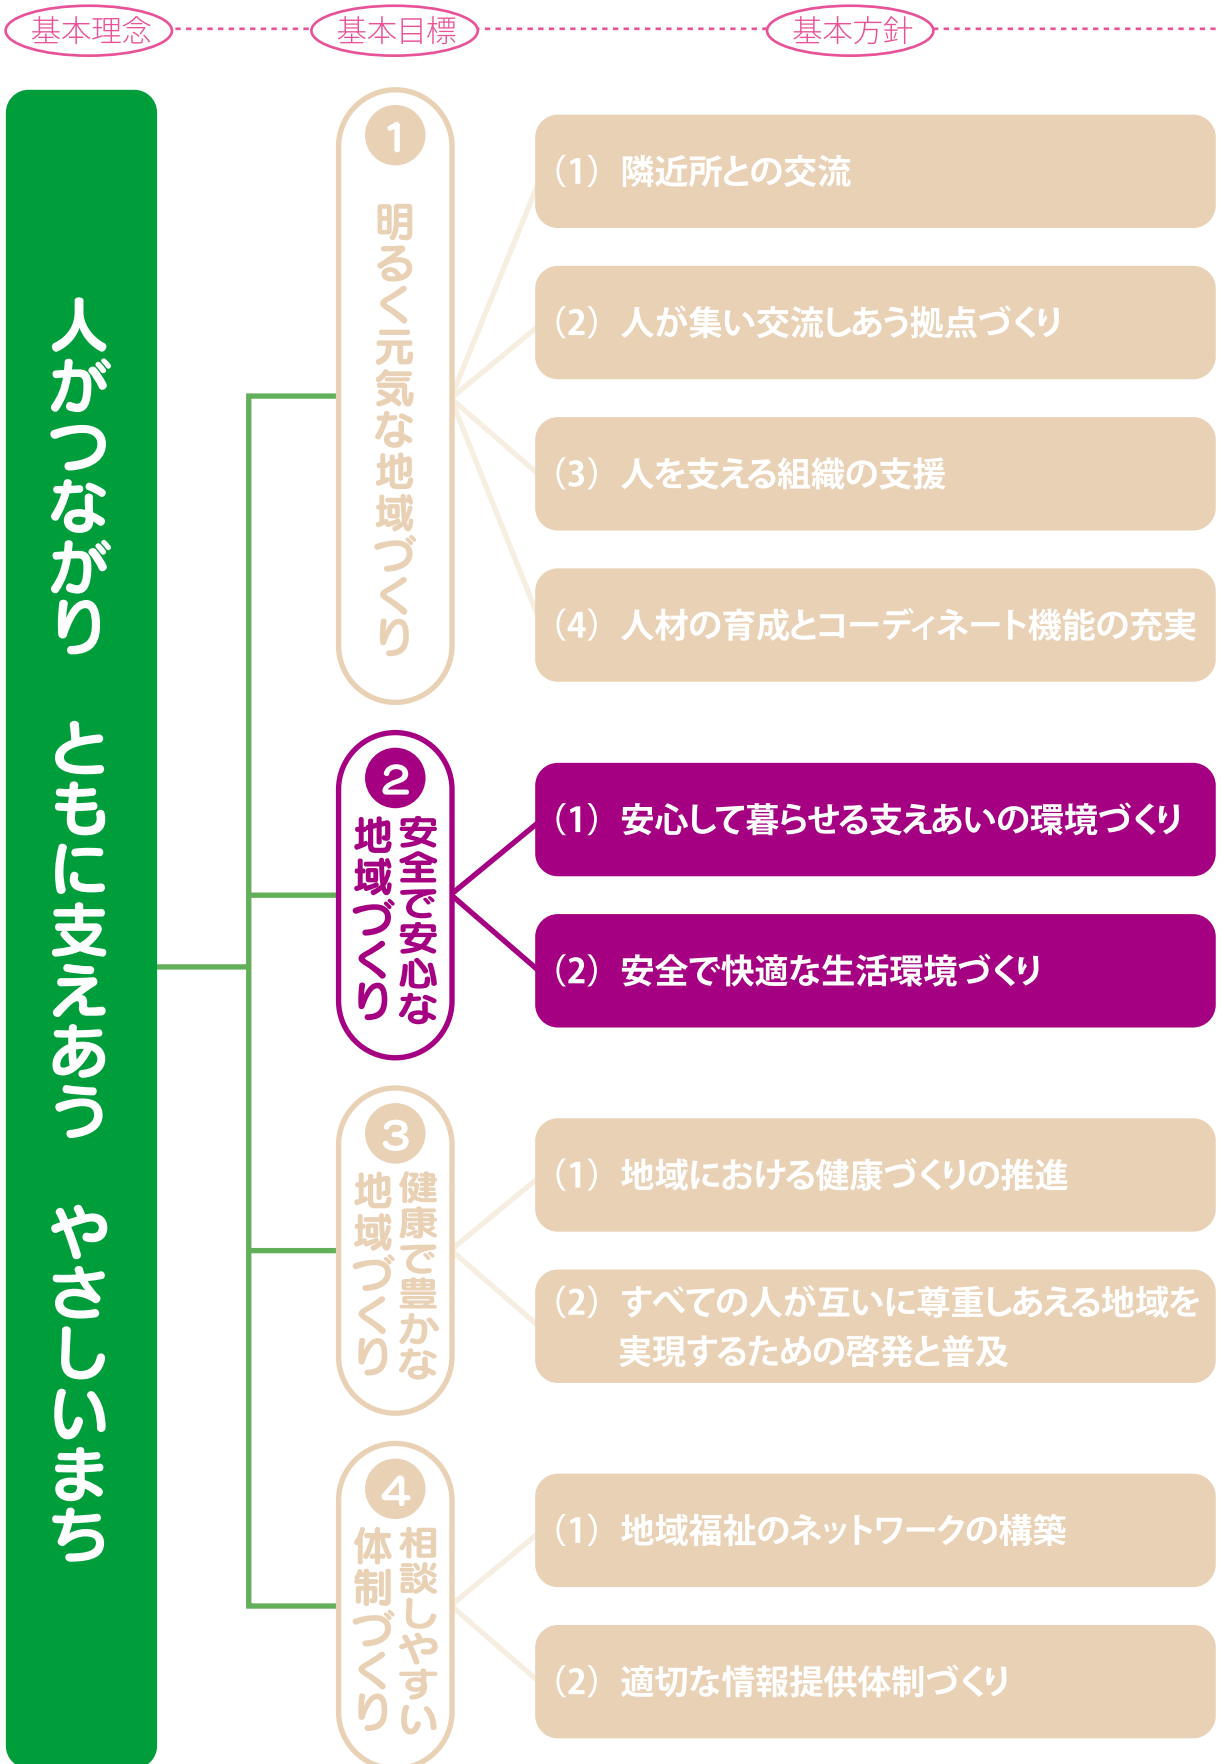 基本理念
基本目標
基本方針
人がつながり　ともに支えあう　やさしいまち
1
明るく元気な地域づくり
（1）隣近所との交流
（2）人が集い交流しあう拠点づくり
（3）人を支える組織の支援
（4）人材の育成とコーディネート機能の充実
2
安全で安心な
地域づくり
（1）安心して暮らせる支えあいの環境づくり
（2）安全で快適な生活環境づくり
3
健康で豊かな
地域づくり
（1）地域における健康づくりの推進
（2）すべての人が互いに尊重しあえる地域を
実現するための啓発と普及
4
相談しやすい
体制づくり
（1）地域福祉のネットワークの構築
（2）適切な情報提供体制づくり